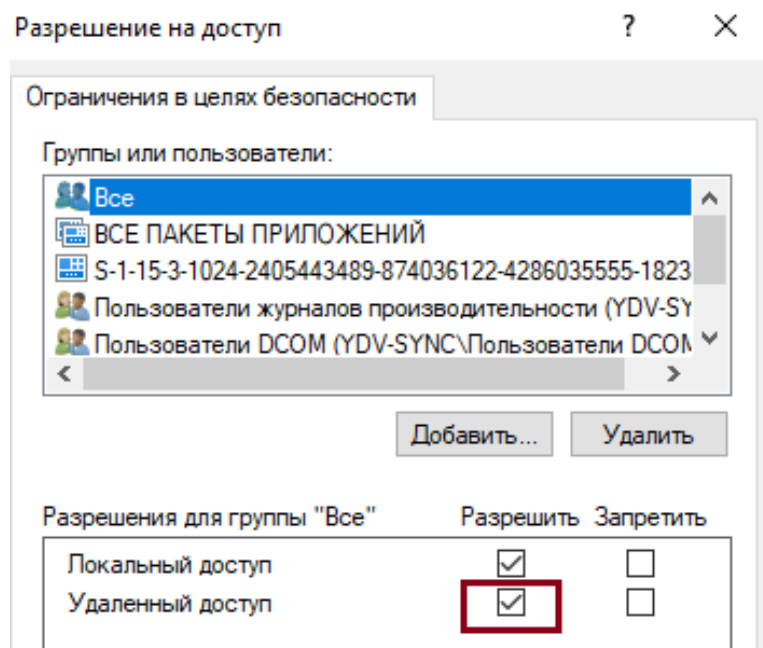 Разрешение на доступ ?
Ограничения в целях безопасности
Группы или пользователи:
Все
ВСЕ ПАКЕТЫ ПРИЛОЖЕНИЙ
S-1-15-3-1024-2405443489-874036122-4286035555-1823
Пользователи журналов производительности (YDV-SY
Пользователи DCOM (YDV-SYNC\Пользователи DCOM
Добавить... Удалить
Разрешения для группы "Все" Разрешить Запретить
Локальный доступ
Удаленный доступ